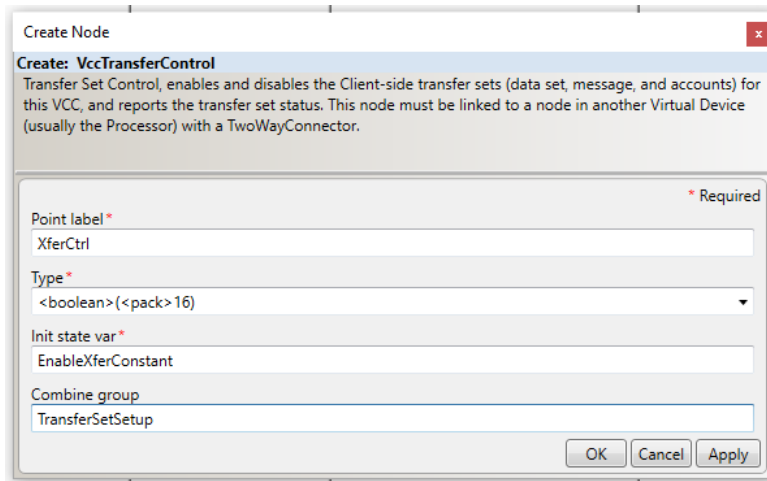 Create Node
x
Create: VccTransferControl
Transfer Set Control, enables and disables the Client-side transfer sets (data set, message, and accounts) for
this VCC, and reports the transfer set status. This node must be linked to a node in another Virtual Device
(usually the Processor) with a TwoWayConnector.
* Required
Point label*
XferCtrl
Type*
<boolean>(<pack>16)
Init state var*
EnableXferConstant
Combine group
TransferSetSetup
OK Cancel Apply